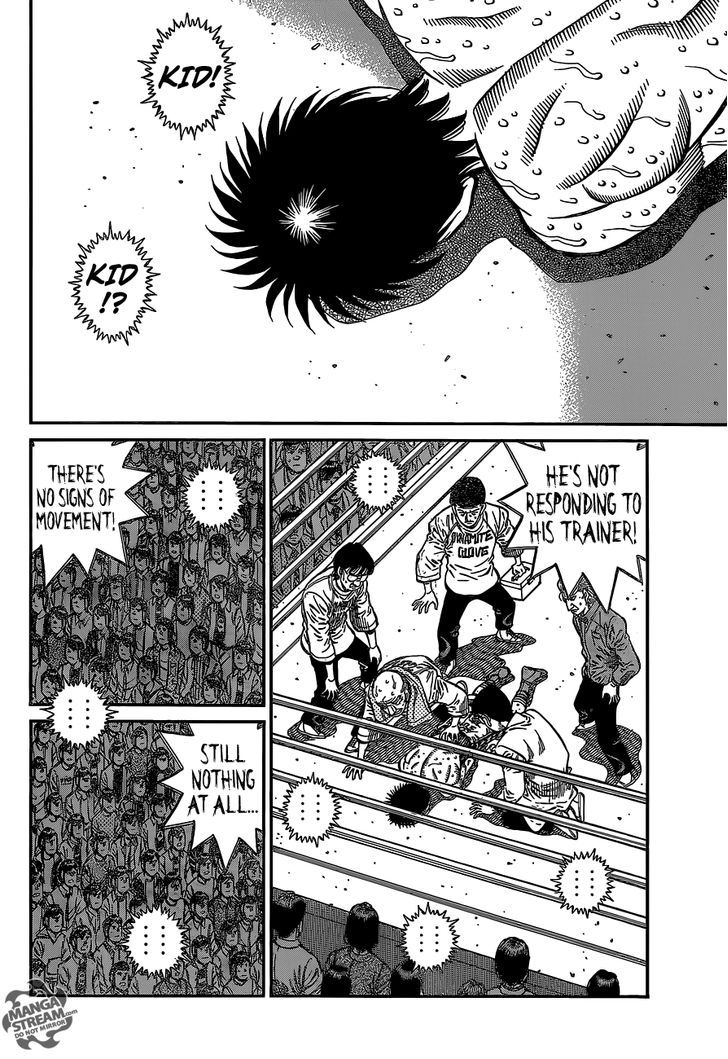 KID!
KID
!?
THERE'S
NO SIGNS OF
MOVEMENT!
HE'S NOT
RESPONDING TO
HIS TRAINER!
DYNAMITE
GLOVE
STILL
NOTHING
AT ALL...
MANGA
STREAM.COM
DO NOT MIRROR!